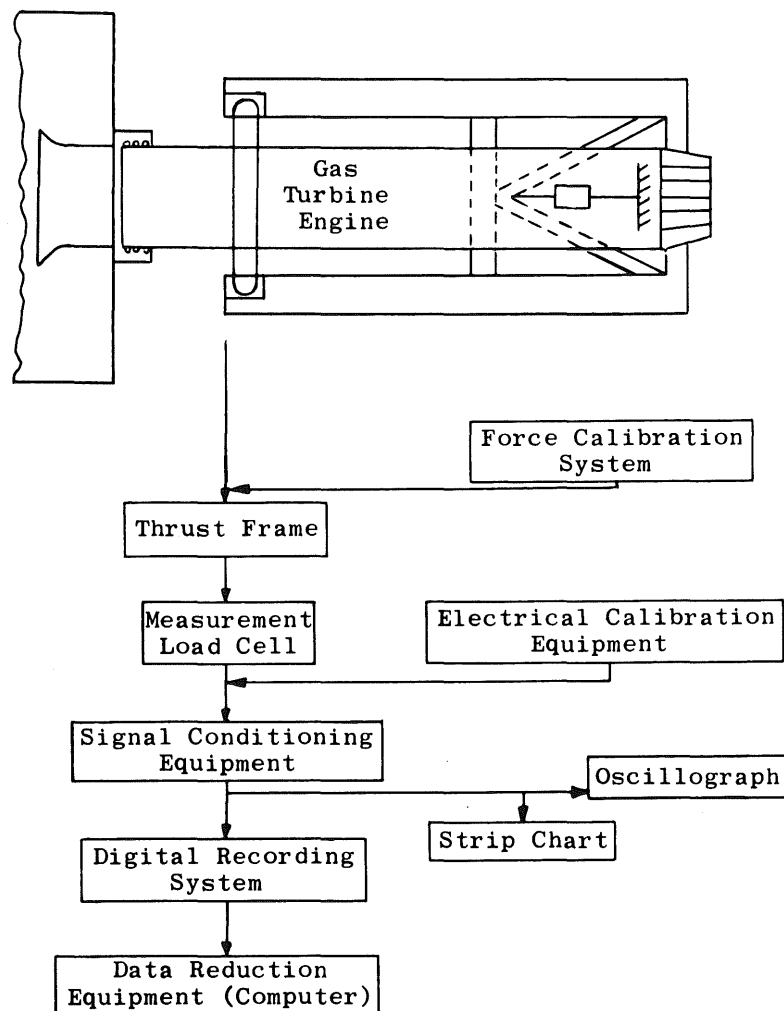 Gas
Turbine
Engine
Force Calibration
System
Thrust Frame
Measurement
Load Cell
Electrical Calibration
Equipment
Signal Conditioning
Equipment
Oscillograph
Strip Chart
Digital Recording
System
Data Reduction
Equipment (Computer)